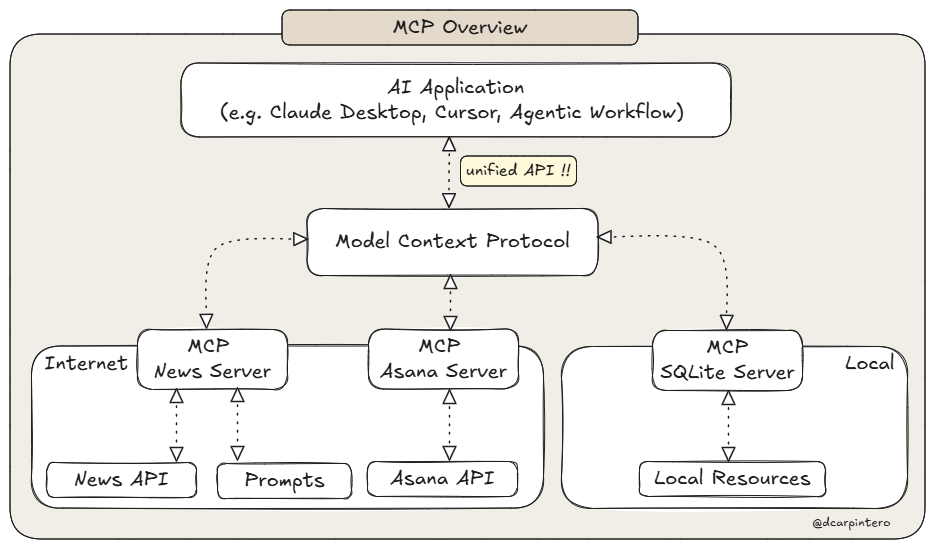 MCP Overview
AI Application
(e.g. Claude Desktop, Cursor, Agentic Workflow)
unified API !!
Model Context Protocol
Internet
MCP
News Server
MCP
Asana Server
MCP
SQLite Server
Local
News API
Prompts
Asana API
Local Resources
@dcarpintero